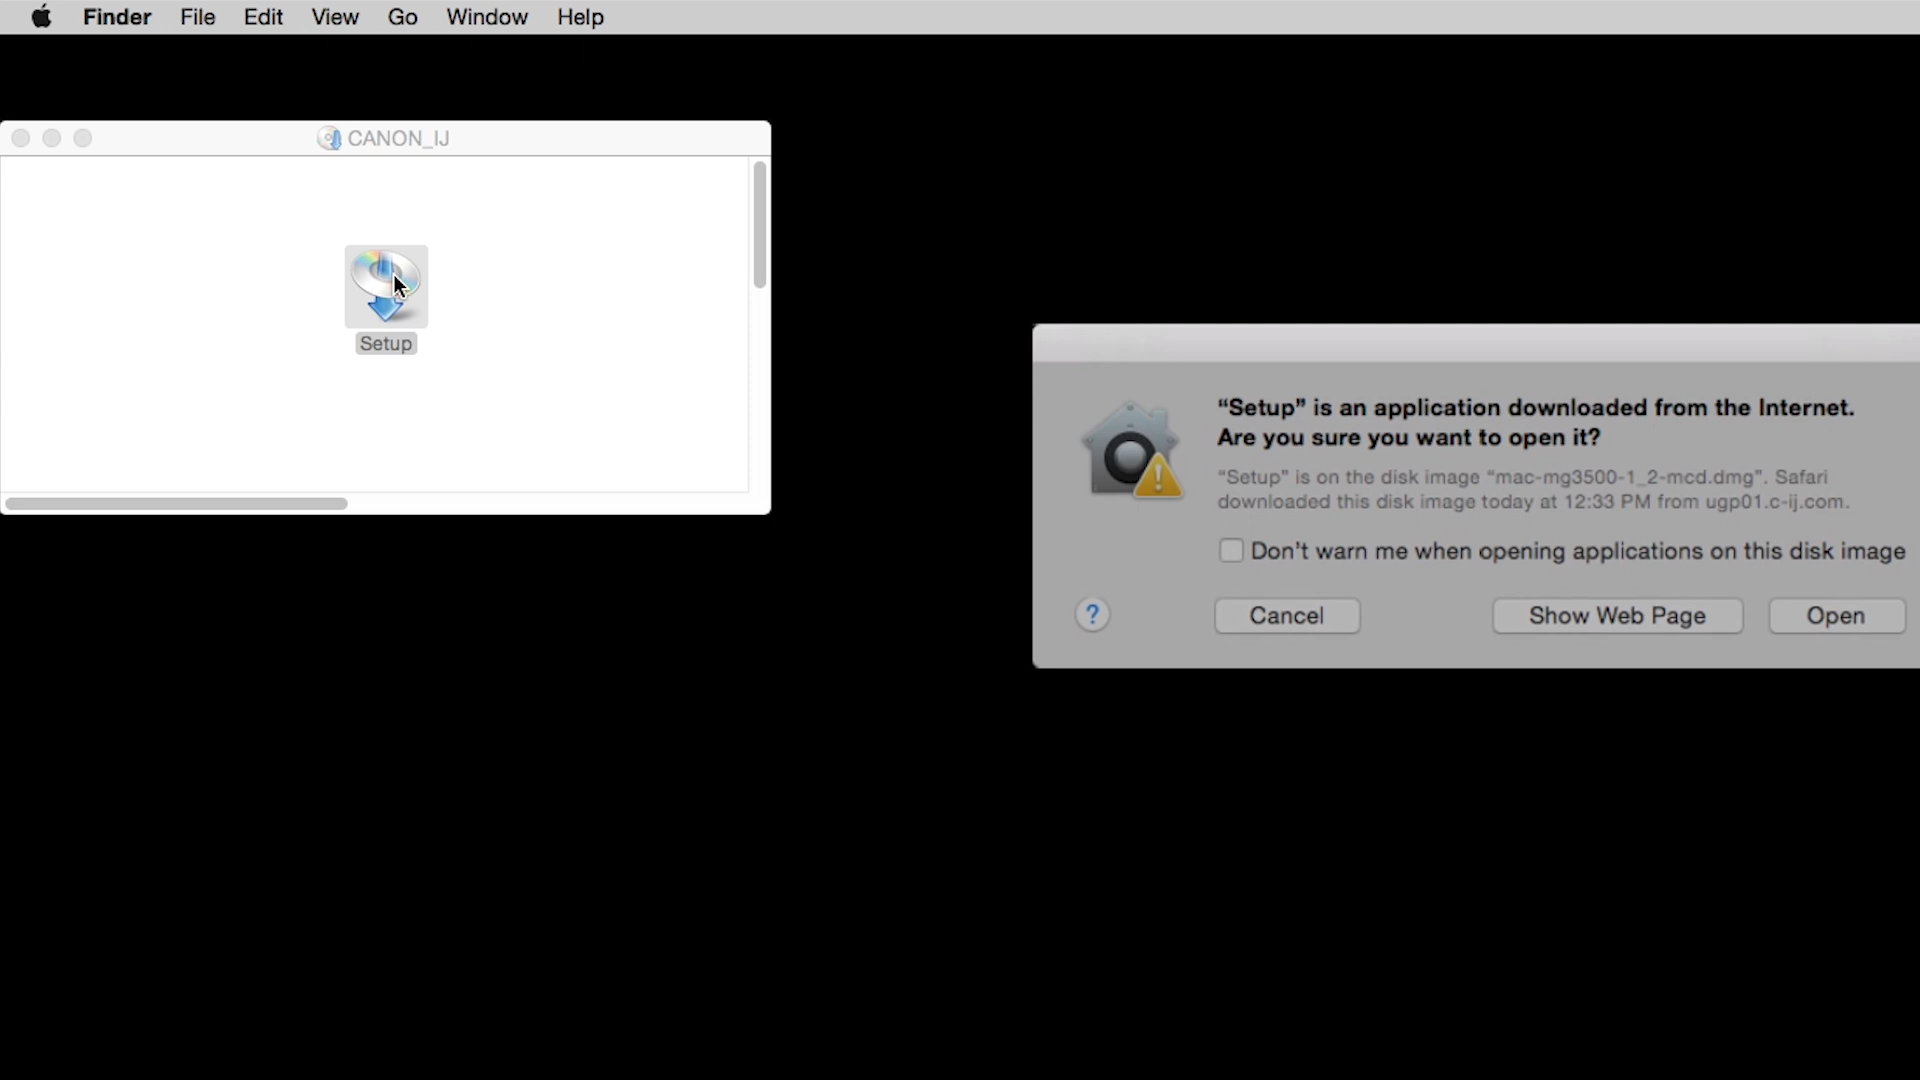 Finder File Edit View Go Window Help
CANON_IJ
Setup
“Setup” is an application downloaded from the Internet.
Are you sure you want to open it?
“Setup” is on the disk image “mac-mg3500-1_2-mcd.dmg”. Safari
downloaded this disk image today at 12:33 PM from ugp01.c-ij.com.
Don’t warn me when opening applications on this disk image
? Cancel Show Web Page Open